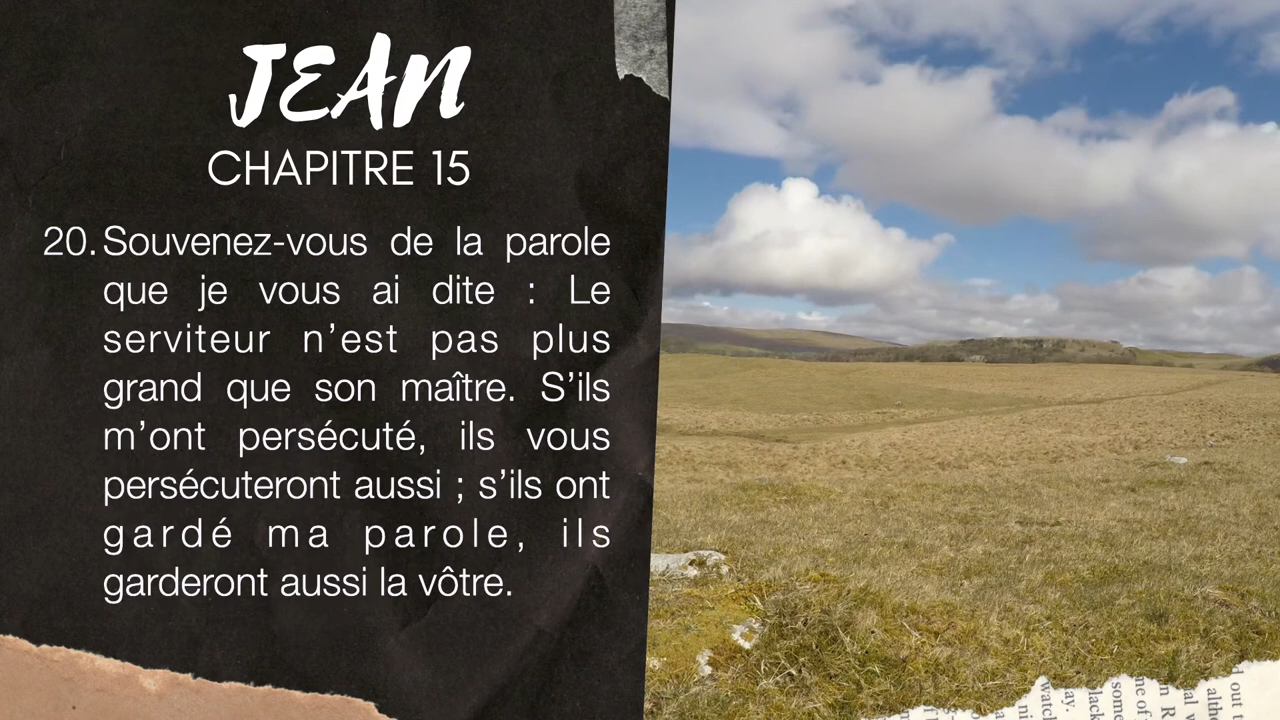 JEAN
CHAPITRE 15
20. Souvenez-vous de la parole
que je vous ai dite : Le
serviteur n’est pas plus
grand que son maître. S’ils
m’ont persécuté, ils vous
persécuteront aussi ; s’ils ont
gardé ma parole, ils
garderont aussi la vôtre.